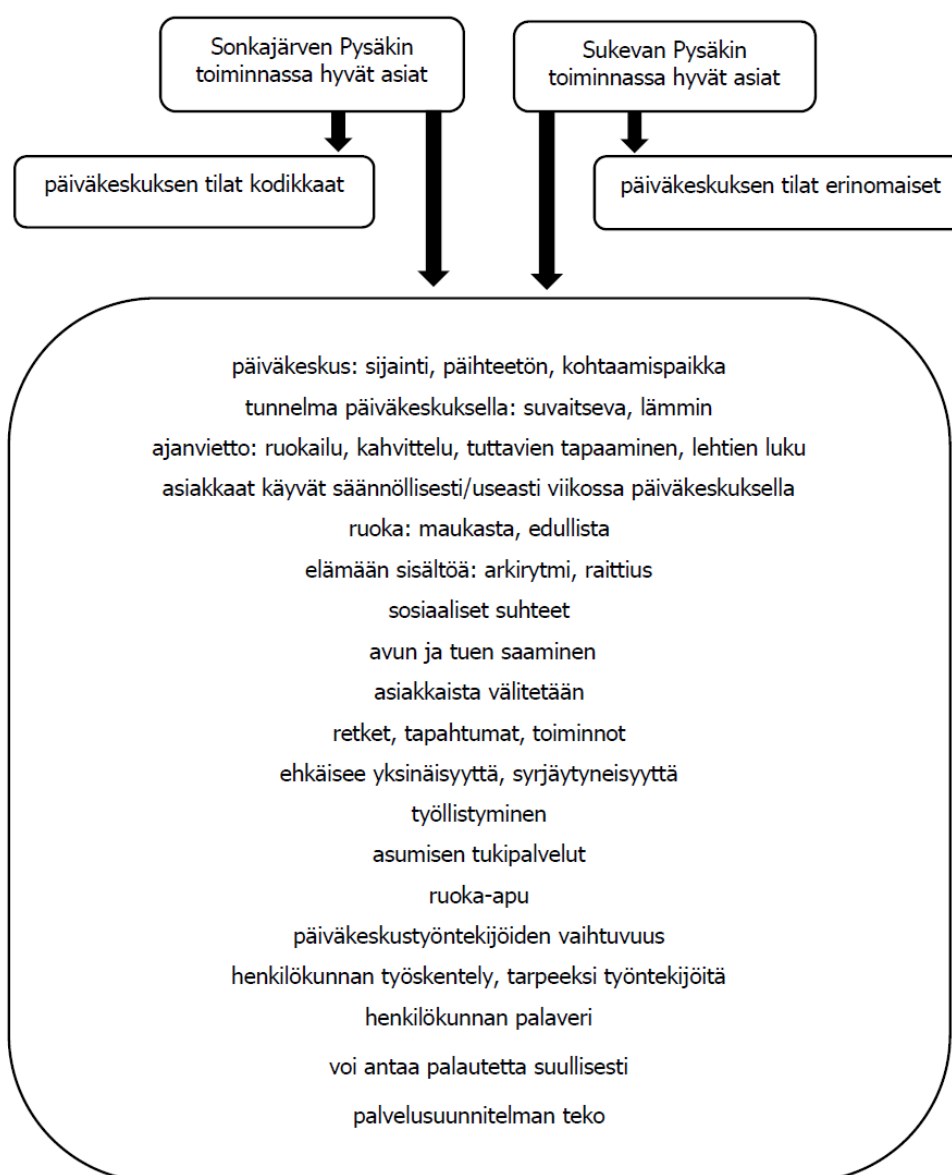 Sonkajärven Pysäkin
toiminnassa hyvät asiat
Sukevan Pysäkin
toiminnassa hyvät asiat
päiväkeskuksen tilat kodikkaat
päiväkeskuksen tilat erinomaiset
päiväkeskus: sijainti, päihteetön, kohtaamispaikka
tunnelma päiväkeskuksella: suvaitseva, lämmin
ajanvietto: ruokailu, kahvittelu, tuttavien tapaaminen, lehtien luku
asiakkaat käyvät säännöllisesti/useasti viikossa päiväkeskuksella
ruoka: maukasta, edullista
elämään sisältöä: arkirytmi, raittius
sosiaaliset suhteet
avun ja tuen saaminen
asiakkaista välitetään
retket, tapahtumat, toiminnot
ehkäisee yksinäisyyttä, syrjäytyneisyyttä
työllistyminen
asumisen tukipalvelut
ruoka-apu
päiväkeskustyöntekijöiden vaihtuvuus
henkilökunnan työskentely, tarpeeksi työntekijöitä
henkilökunnan palaveri
voi antaa palautetta suullisesti
palvelusuunnitelman teko